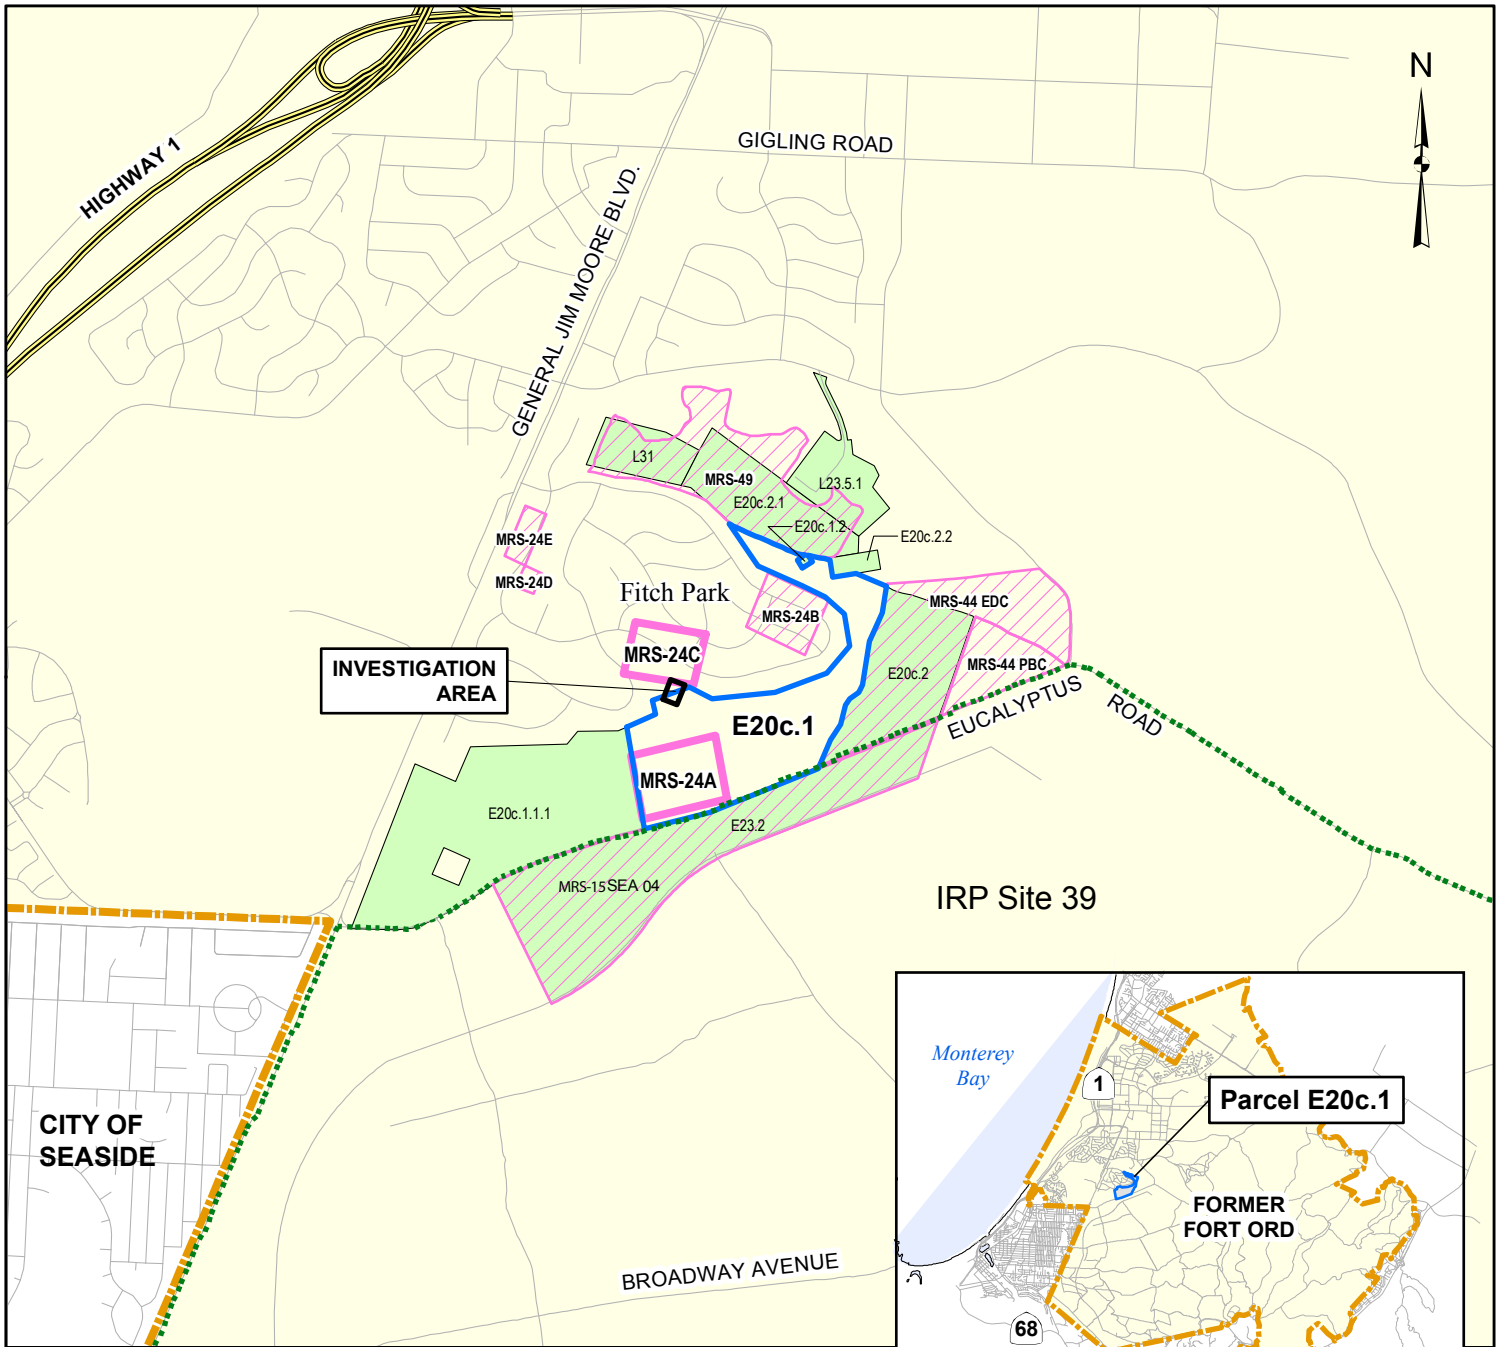 N
HIGHWAY 1
GIGLING ROAD
GENERAL JIM MOORE BLVD.
L31
MRS-49
L23.5.1
E20c.2.1
E20c.1.2
E20c.2.2
MRS-24E
MRS-24D
Fitch Park
MRS-24B
MRS-44 EDC
MRS-24C
MRS-44 PBC
INVESTIGATION
AREA
E20c.2
EUCALYPTUS
ROAD
E20c.1
MRS-24A
E20c.1.1.1
E23.2
MRS-15 SEA 04
IRP Site 39
CITY OF
SEASIDE
BROADWAY AVENUE
Monterey
Bay
1
Parcel E20c.1
FORMER
FORT ORD
68